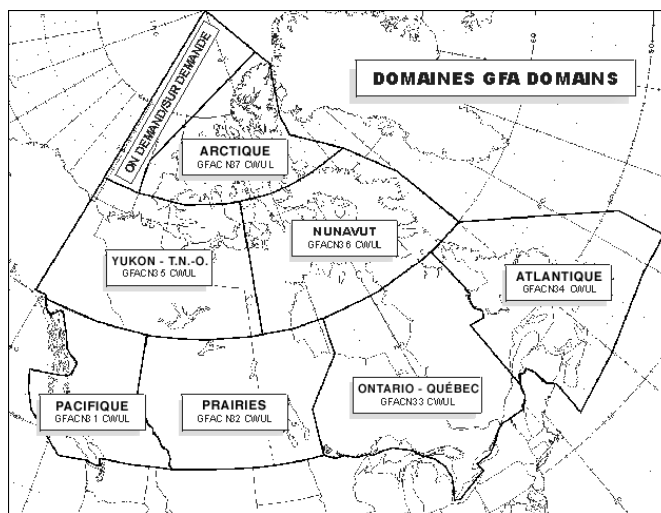 DOMAINES GFA DOMAINS
ON DEMAND/SUR DEMANDE
ARCTIQUE
GFACN37 CWUL
NUNAVUT
GFACN36 CWUL
YUKON - T.N.-O.
GFACN35 CWUL
ATLANTIQUE
GFACN34 CWUL
ONTARIO - QUÉBEC
GFACN33 CWUL
PACIFIQUE
GFACN31 CWUL
PRAIRIES
GFACN32 CWUL